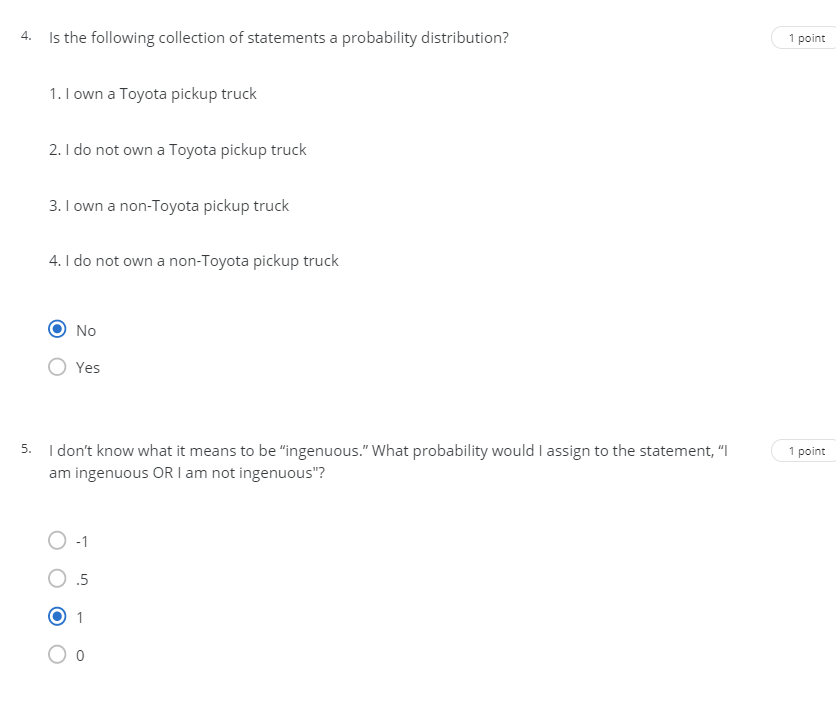 4. Is the following collection of statements a probability distribution?
1 point
1. I own a Toyota pickup truck
2. I do not own a Toyota pickup truck
3. I own a non-Toyota pickup truck
4. I do not own a non-Toyota pickup truck
No
Yes
5. I don't know what it means to be “ingenuous.” What probability would I assign to the statement, “I
1 point
am ingenuous OR I am not ingenuous"?
-1
.5
1
0